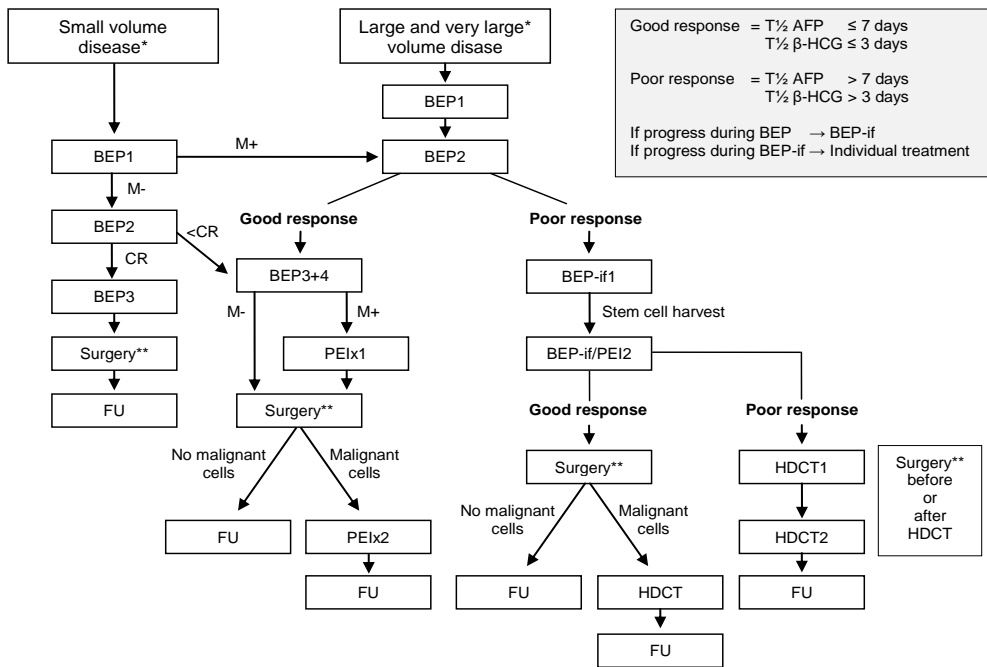 Small volume
disease*
Large and very large*
volume disase
Good response = T½ AFP ≤ 7 days
T½ β-HCG ≤ 3 days
Poor response = T½ AFP > 7 days
T½ β-HCG > 3 days
If progress during BEP → BEP-if
If progress during BEP-if → Individual treatment
BEP1
BEP1
M+
BEP2
M-
BEP2
<CR
CR
Good response
Poor response
BEP3+4
BEP-if1
BEP3
M-
M+
Stem cell harvest
Surgery**
PEIx1
BEP-if/PEI2
FU
Surgery**
Good response
Poor response
No malignant
cells
Malignant
cells
Surgery**
HDCT1
Surgery**
before
or
after
HDCT
No malignant
cells
Malignant
cells
FU
PEIx2
HDCT2
FU
FU
HDCT
FU
FU